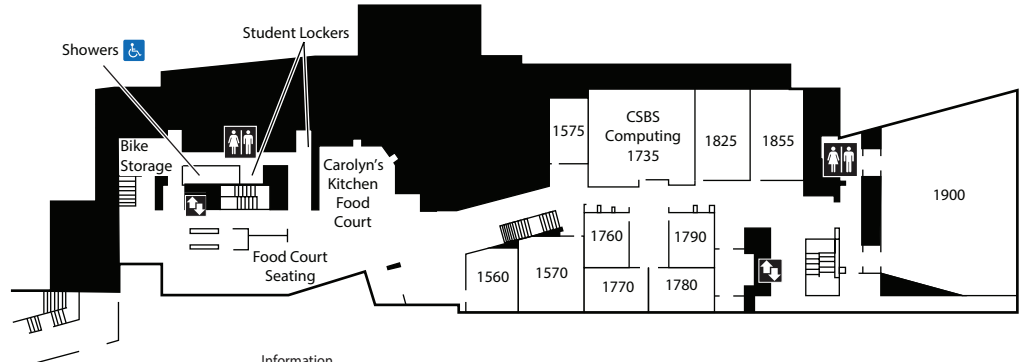 Student Lockers
Showers
Bike
Storage
Carolyn's
Kitchen
Food
Court
Food Court
Seating
1575
CSBS
Computing
1735
1825
1855
1900
1760
1790
1560
1570
1770
1780
Information